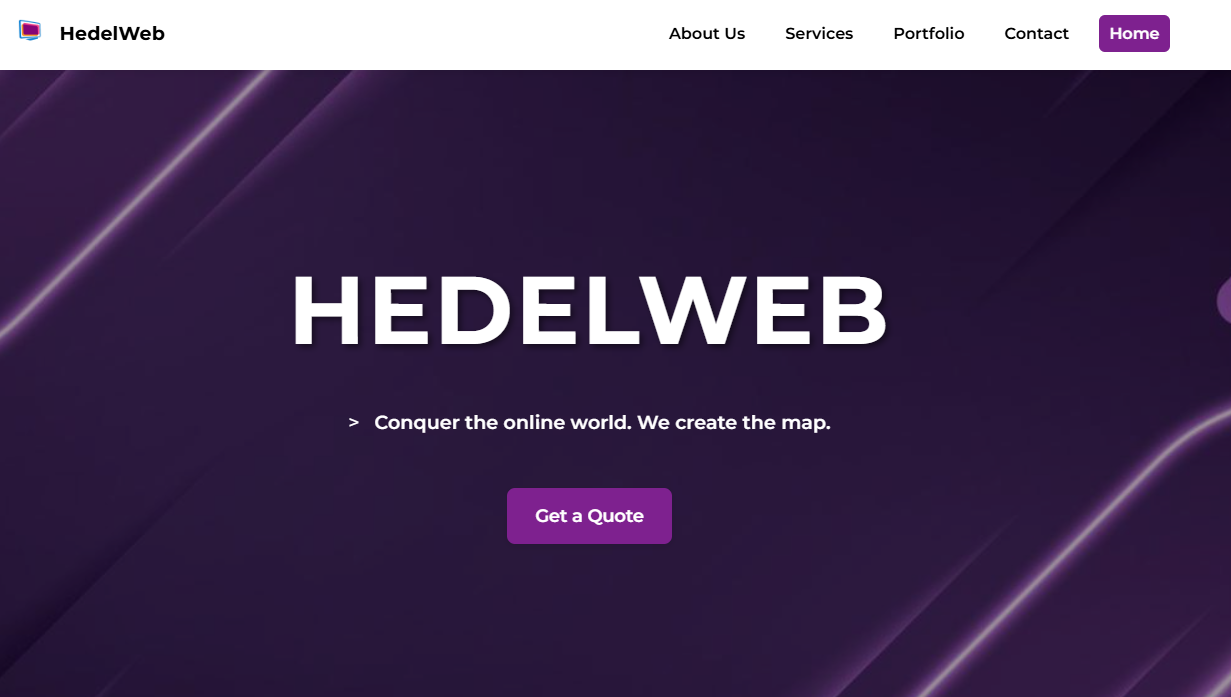 HedelWeb
About Us Services Portfolio Contact Home
HEDELWEB
> Conquer the online world. We create the map.
Get a Quote